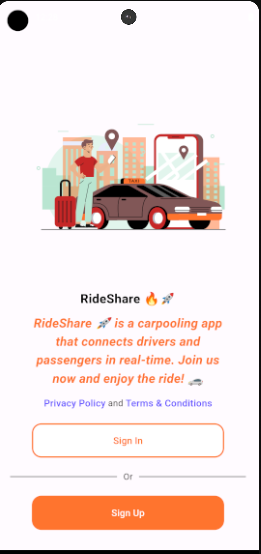 TAXI
RideShare 🔥🚀
RideShare 🚀 is a carpooling app
that connects drivers and
passengers in real-time. Join us
now and enjoy the ride! 🚗
Privacy Policy and Terms & Conditions
Sign In
Or
Sign Up